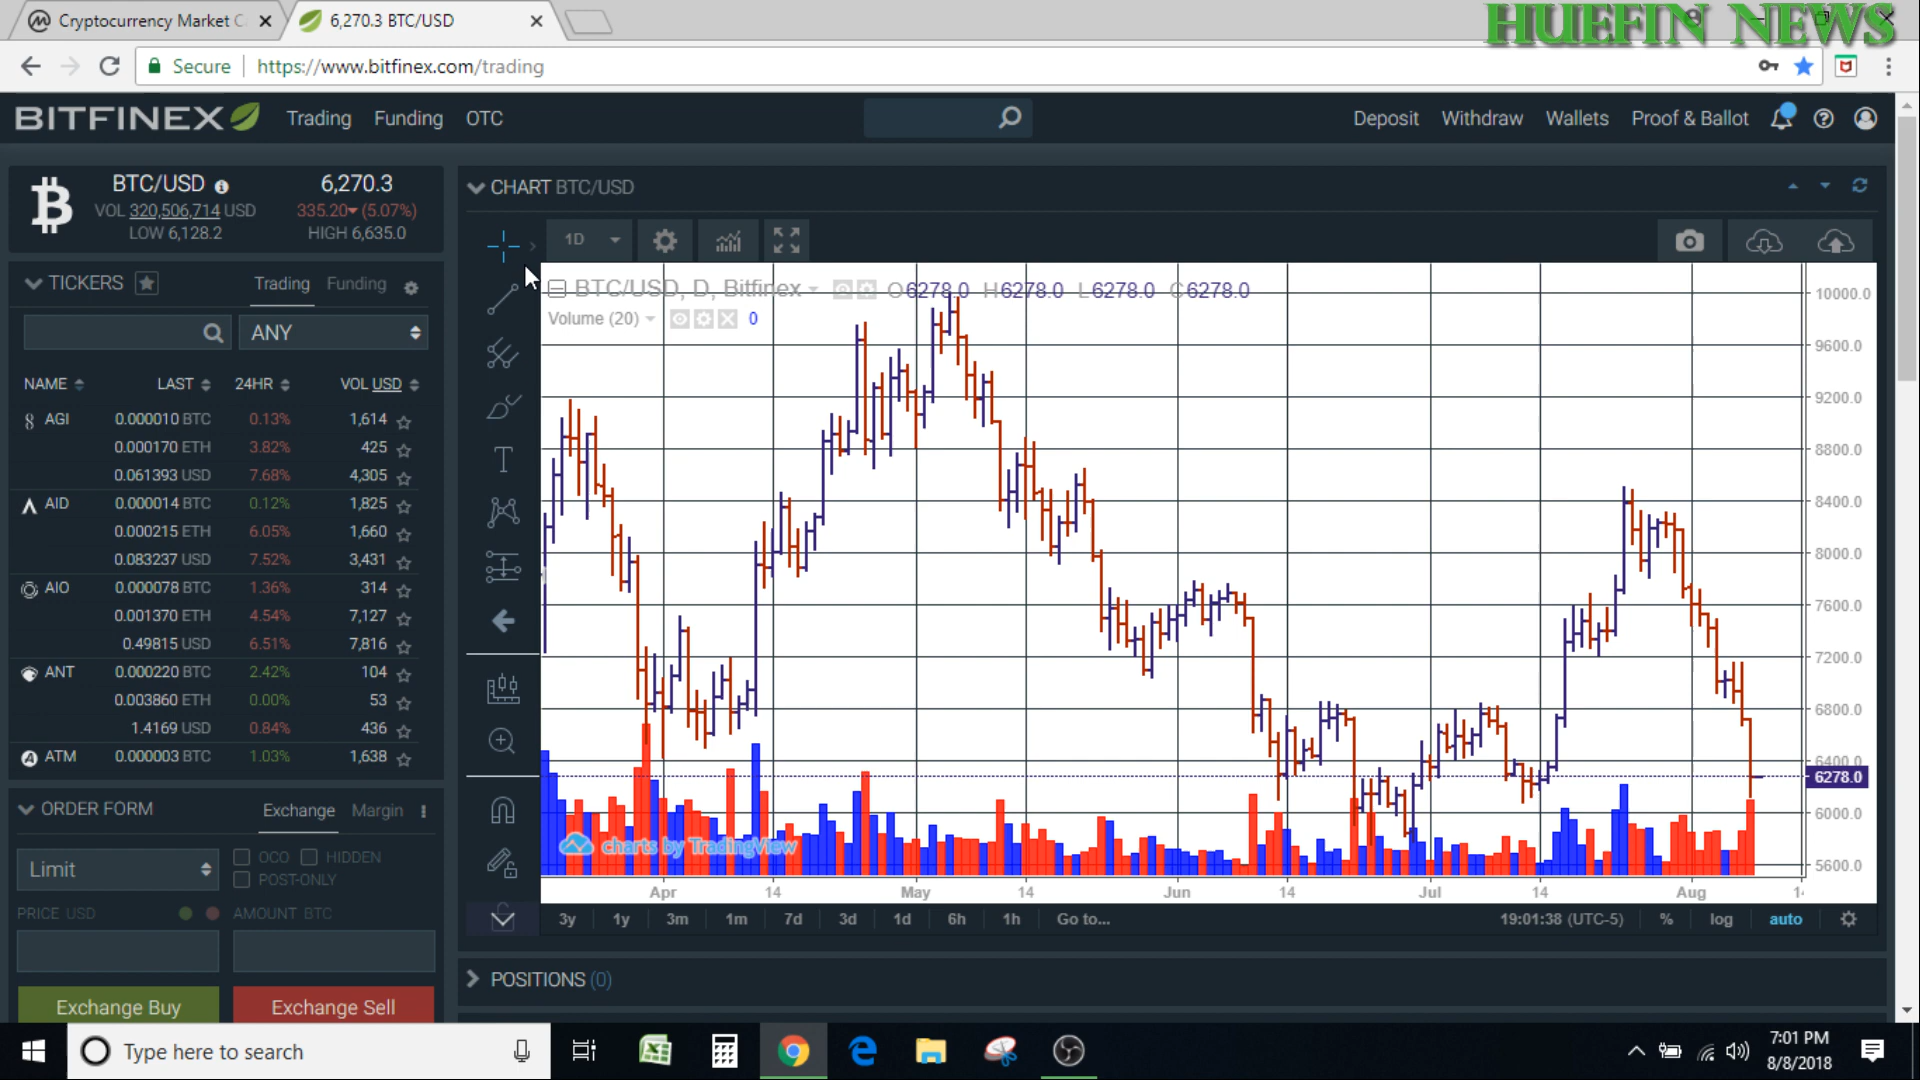 Cryptocurrency Market C
6,270.3 BTC/USD
HUEFIN NEWS
Secure
https://www.bitfinex.com/trading
BITFINEX
Trading Funding OTC
Deposit Withdraw Wallets Proof & Ballot
BTC/USD 6,270.3
VOL 320,506,714 USD 335.20 (5.07%)
LOW 6,128.2 HIGH 6,635.0
CHART BTC/USD
1D
TICKERS Trading Funding
ANY
NAME LAST 24HR VOL USD
AGI 0.000010 BTC 0.13% 1,614
0.000170 ETH 3.82% 425
0.061393 USD 7.68% 4,305
AID 0.000014 BTC 0.12% 1,825
0.000215 ETH 6.05% 1,660
0.083237 USD 7.52% 3,431
AIO 0.000078 BTC 1.36% 314
0.001370 ETH 4.54% 7,127
0.49815 USD 6.51% 7,816
ANT 0.000220 BTC 2.42% 104
0.003860 ETH 0.00% 53
1.4169 USD 0.84% 436
ATM 0.000003 BTC 1.03% 1,638
BTC/USD, D, Bitfinex O6278.0 H6278.0 L6278.0 C6278.0
Volume (20) 0
10000.0
9600.0
9200.0
8800.0
8400.0
8000.0
7600.0
7200.0
6800.0
6400.0
6278.0
6000.0
5600.0
charts by TradingView
Apr 14 May 14 Jun 14 Jul 14 Aug 14
3y 1y 3m 1m 7d 3d 1d 6h 1h Go to...
19:01:38 (UTC-5) % log auto
ORDER FORM Exchange Margin
Limit
OCO HIDDEN
POST-ONLY
PRICE USD AMOUNT BTC
Exchange Buy
Exchange Sell
POSITIONS (0)
Type here to search
7:01 PM
8/8/2018